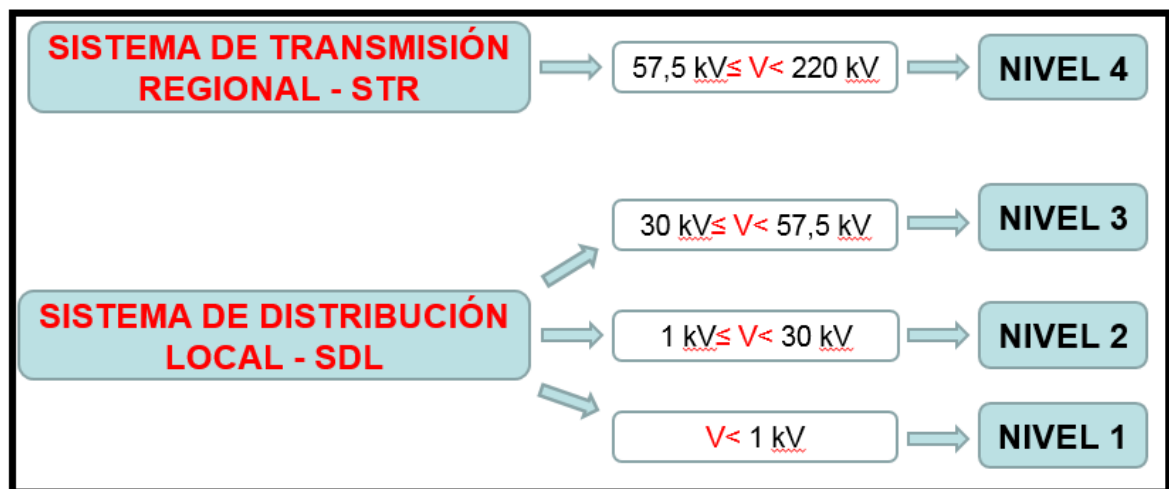 SISTEMA DE TRANSMISIÓN
REGIONAL - STR
57,5 kV≤ V< 220 kV
NIVEL 4
30 kV≤ V< 57,5 kV
NIVEL 3
SISTEMA DE DISTRIBUCIÓN
LOCAL - SDL
1 kV≤ V< 30 kV
NIVEL 2
V< 1 kV
NIVEL 1